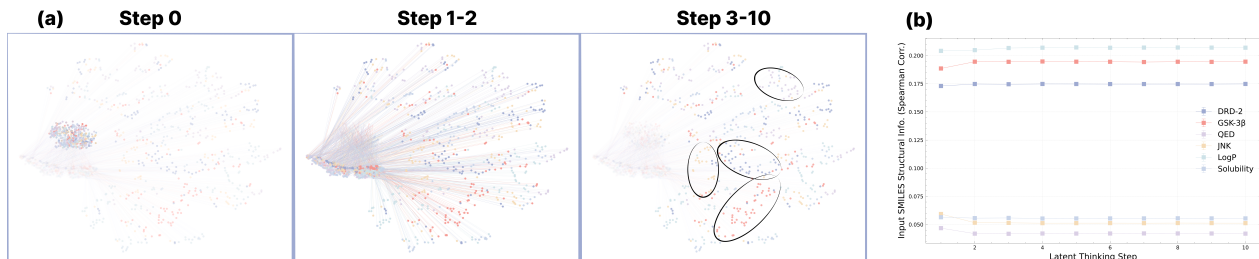 (a) Step 0 Step 1-2 Step 3-10 (b)
Input SMILES Structural Info. (Spearman Corr.)
0.200
0.175
0.150
0.125
0.100
0.075
0.050
DRD-2
GSK-3β
QED
JNK
LogP
Solubility
2 4 6 8 10
Latent Thinking Step